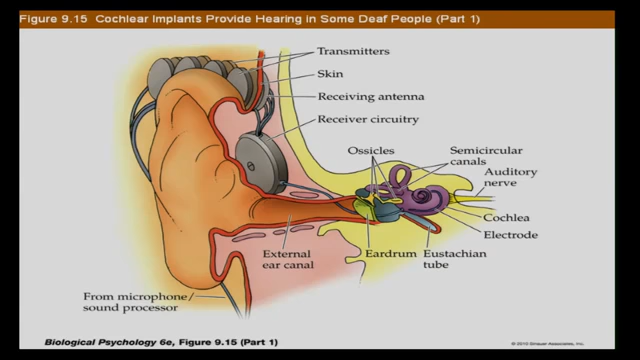 Figure 9.15 Cochlear Implants Provide Hearing in Some Deaf People (Part 1)
Transmitters
Skin
Receiving antenna
Receiver circuitry
Ossicles
Semicircular
canals
Auditory
nerve
Cochlea
Electrode
External
ear canal
Eardrum
Eustachian
tube
From microphone/
sound processor
Biological Psychology 6e, Figure 9.15 (Part 1)
© 2010 Sinauer Associates, Inc.